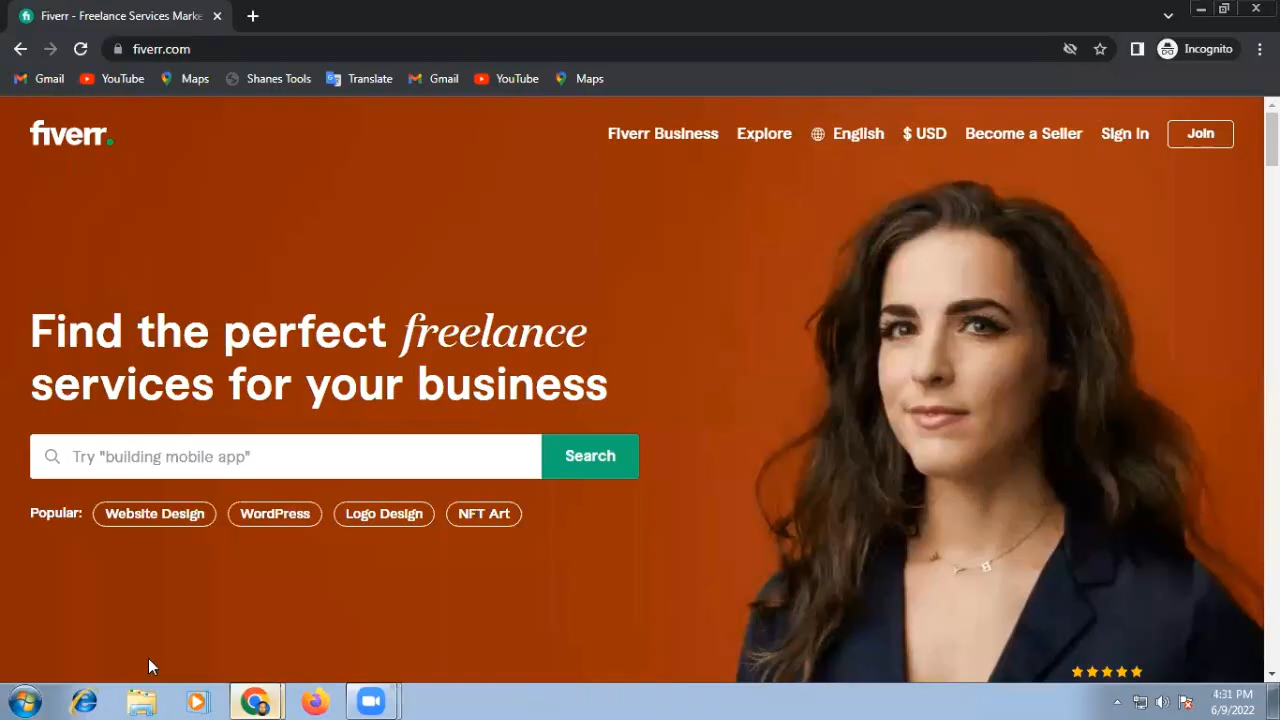 Fiverr - Freelance Services Marke
fiverr.com
Incognito
Gmail YouTube Maps Shanes Tools Translate Gmail YouTube Maps
fiverr.
Fiverr Business Explore English $ USD Become a Seller Sign In Join
Find the perfect freelance
services for your business
Try "building mobile app" Search
Popular: Website Design WordPress Logo Design NFT Art
4:31 PM
6/9/2022